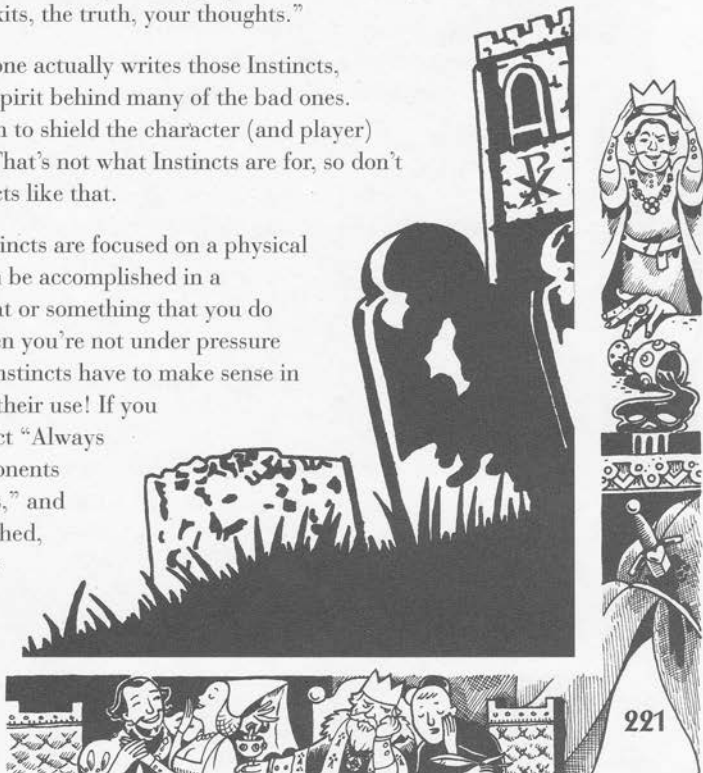 kits, the truth, your thoughts.”
one actually writes those Instincts,
spirit behind many of the bad ones.
to shield the character (and player)
That’s not what Instincts are for, so don’t
cts like that.
tincts are focused on a physical
be accomplished in a
at or something that you do
en you’re not under pressure
nstincts have to make sense in
their use! If you
ct “Always
ponents
s,” and
hed,
221